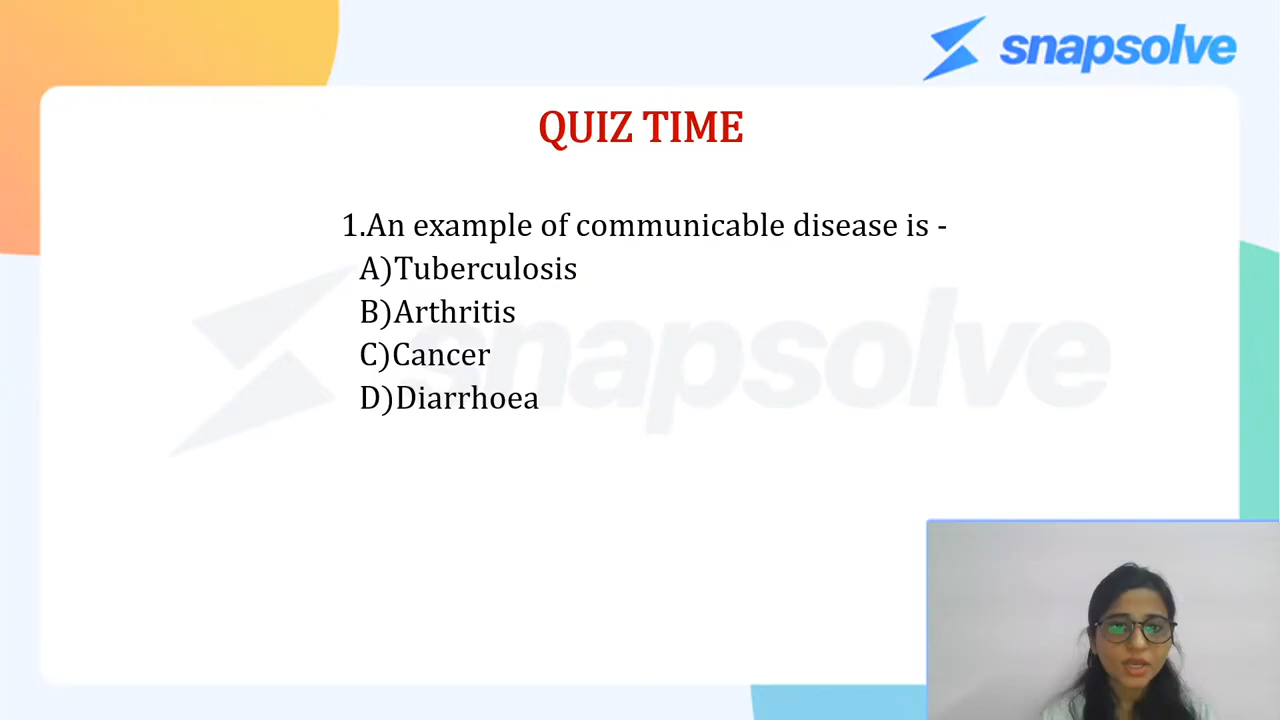 snapsolve
QUIZ TIME
1.An example of communicable disease is -
A)Tuberculosis
B)Arthritis
C)Cancer
D)Diarrhoea
snapsolve